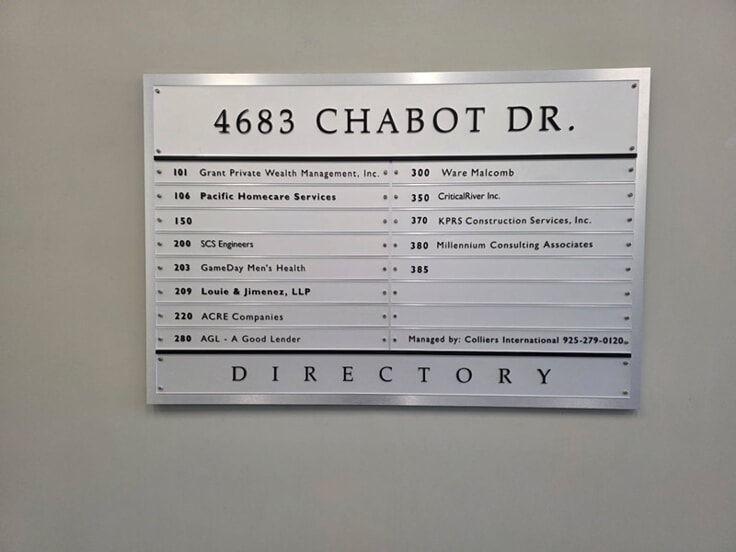 4683 CHABOT DR.
101 Grant Private Wealth Management, Inc.
106 Pacific Homecare Services
150
200 SCS Engineers
203 GameDay Men's Health
209 Louie & Jimenez, LLP
220 ACRE Companies
280 AGL - A Good Lender
300 Ware Malcomb
350 CriticalRiver Inc.
370 KPRS Construction Services, Inc.
380 Millennium Consulting Associates
385
Managed by: Colliers International 925-279-0120
DIRECTORY